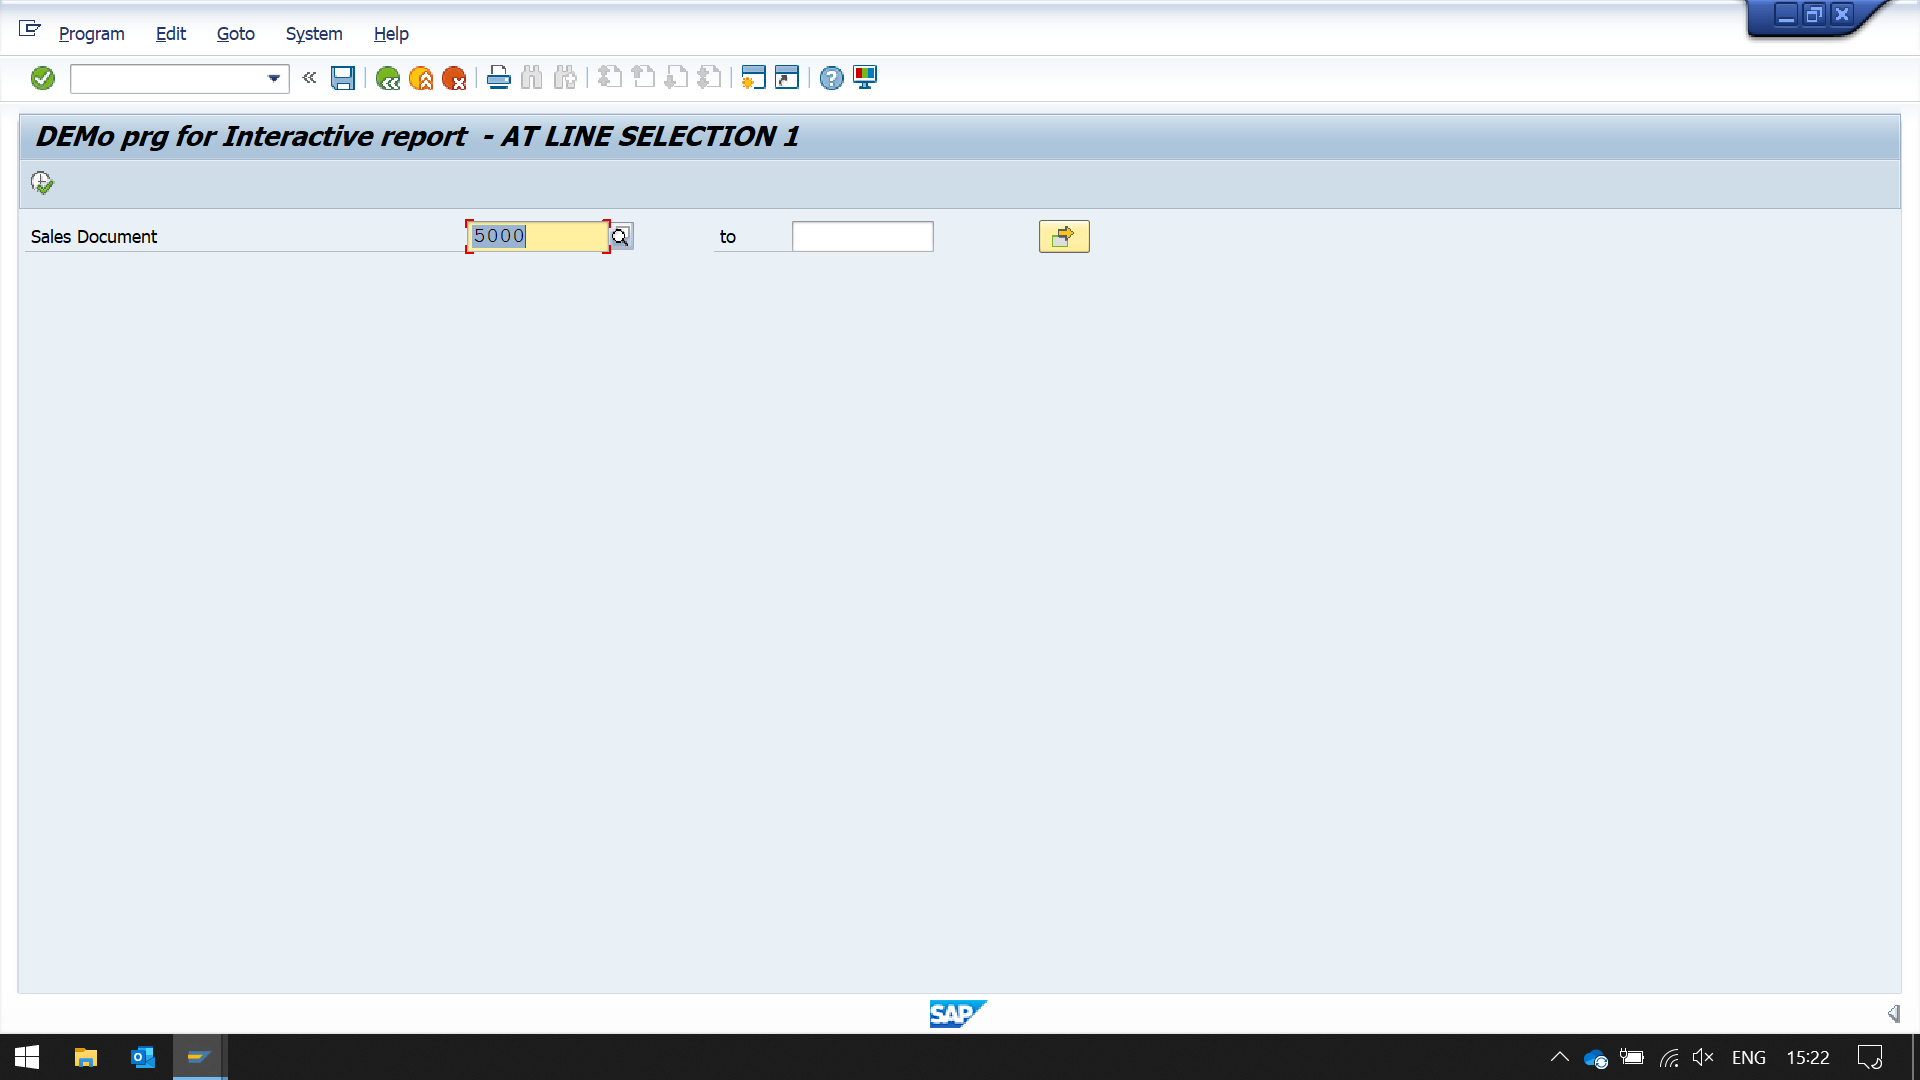 Program Edit Goto System Help
DEMo prg for Interactive report - AT LINE SELECTION 1
Sales Document 5000 to
SAP
ENG 15:22